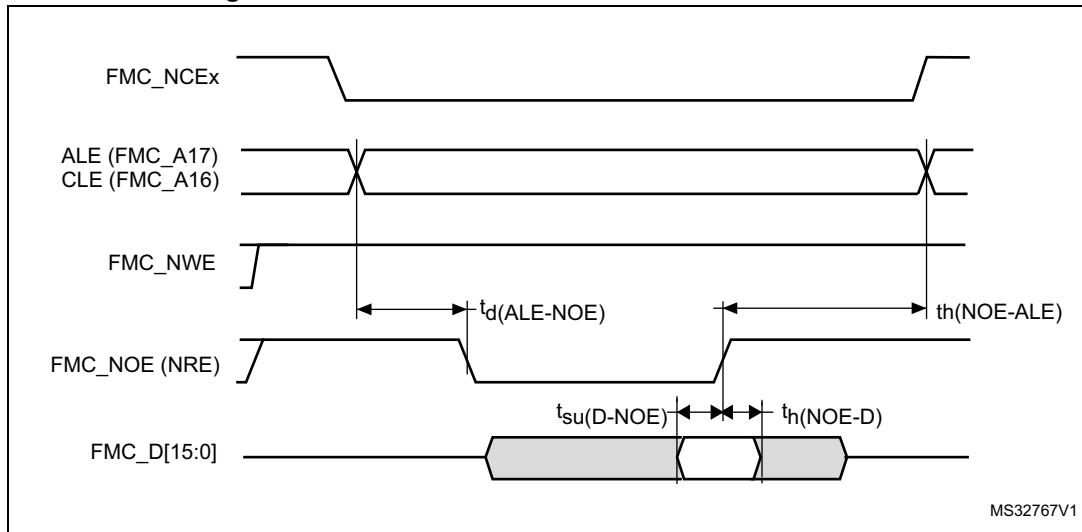 FMC_NCEx
ALE (FMC_A17)
CLE (FMC_A16)
FMC_NWE
td(ALE-NOE)
th(NOE-ALE)
FMC_NOE (NRE)
tsu(D-NOE)
th(NOE-D)
FMC_D[15:0]
MS32767V1